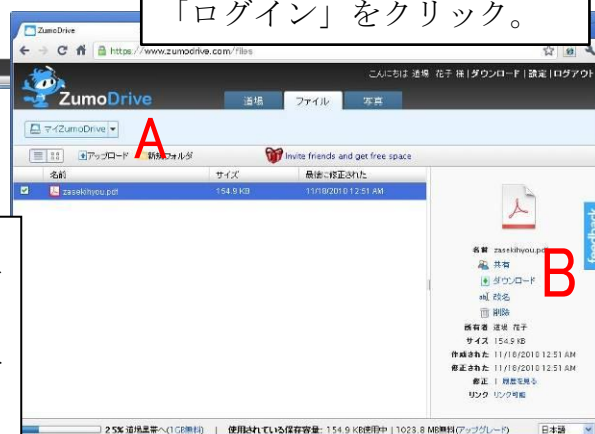 「ログイン」をクリック。
ZumoDrive
https://www.zumodrive.com/files
こんにちは 道場 花子 様 | ダウンロード | 設定 | ログアウト
ZumoDrive
道場 ファイル 写真
マイZumoDrive
A
アップロード 新規フォルダ Invite friends and get free space
名前 サイズ 最後に修正された
zasekihyou.pdf 154.9 KB 11/18/2010 12:51 AM
feedback
B
名前 zasekihyou.pdf
共有
ダウンロード
改名
削除
所有者 道場 花子
サイズ 154.9 KB
作成された 11/18/2010 12:51 AM
修正された 11/18/2010 12:51 AM
修正 1 履歴を見る
リンク リンク可能
25% 道場黒帯へ(1GB無料) | 使用されている保存容量: 154.9 KB使用中 | 1023.8 MB無料(アップグレード) 日本語